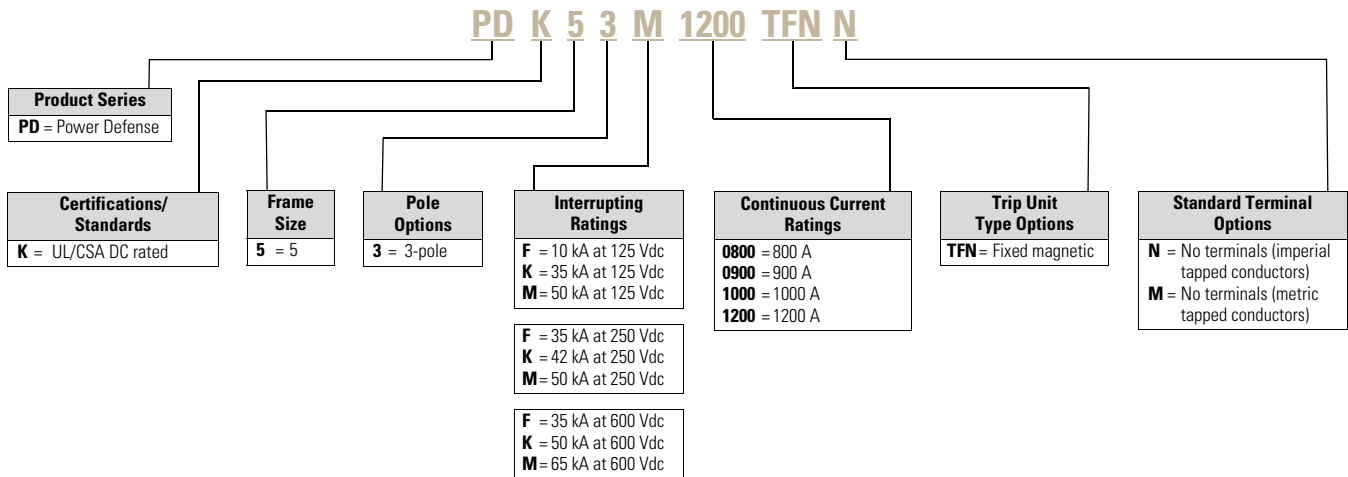 PD K 5 3 M 1200 TFN N
Product Series
PD = Power Defense
Certifications/
Standards
K = UL/CSA DC rated
Frame
Size
5 = 5
Pole
Options
3 = 3-pole
Interrupting
Ratings
F = 10 kA at 125 Vdc
K = 35 kA at 125 Vdc
M = 50 kA at 125 Vdc
F = 35 kA at 250 Vdc
K = 42 kA at 250 Vdc
M = 50 kA at 250 Vdc
F = 35 kA at 600 Vdc
K = 50 kA at 600 Vdc
M = 65 kA at 600 Vdc
Continuous Current
Ratings
0800 = 800 A
0900 = 900 A
1000 = 1000 A
1200 = 1200 A
Trip Unit
Type Options
TFN = Fixed magnetic
Standard Terminal
Options
N = No terminals (imperial
tapped conductors)
M = No terminals (metric
tapped conductors)